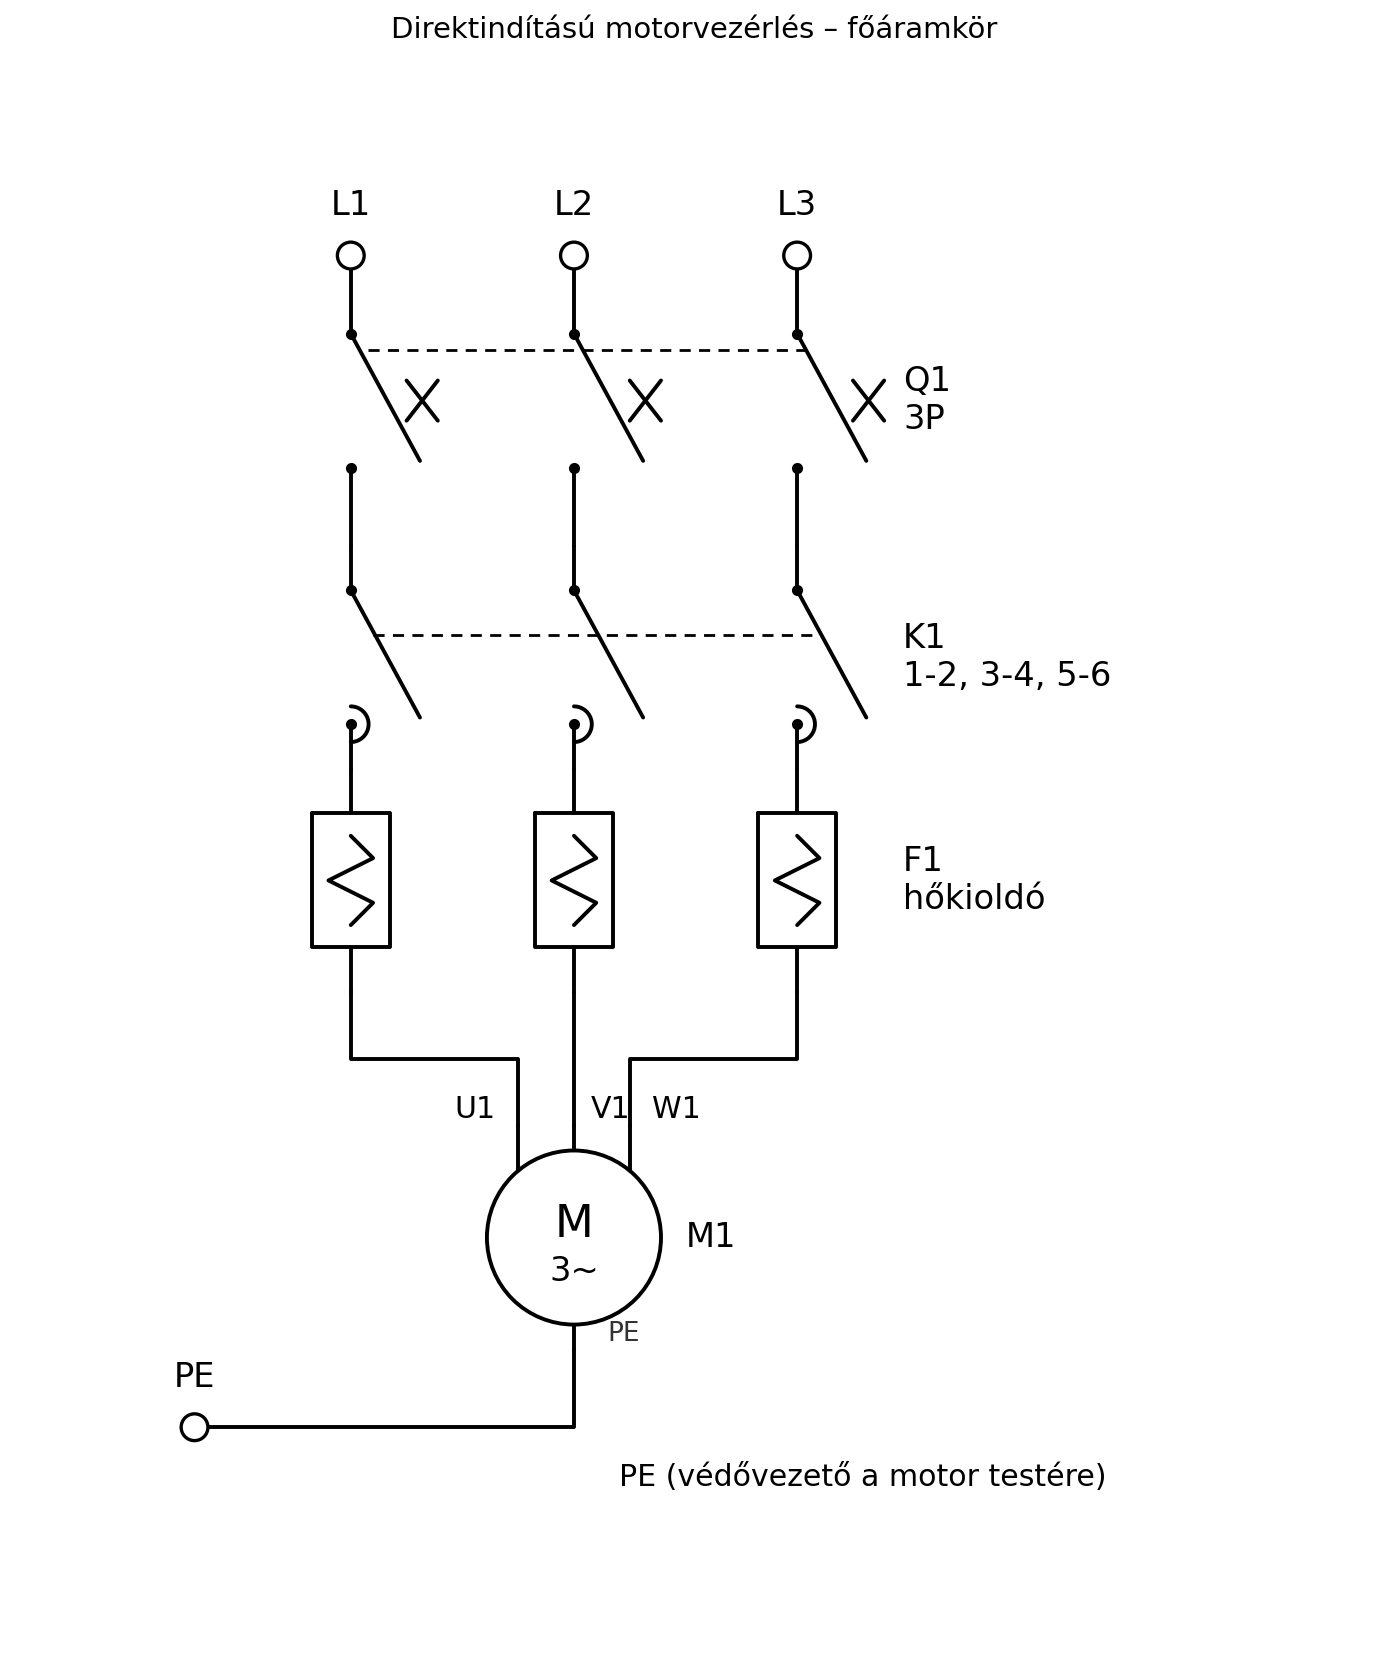 Direktindítású motorvezérlés – főáramkör
L1 L2 L3
Q1
3P
K1
1-2, 3-4, 5-6
F1
hőkioldó
U1 V1 W1
M
3~
M1
PE
PE
PE (védővezető a motor testére)